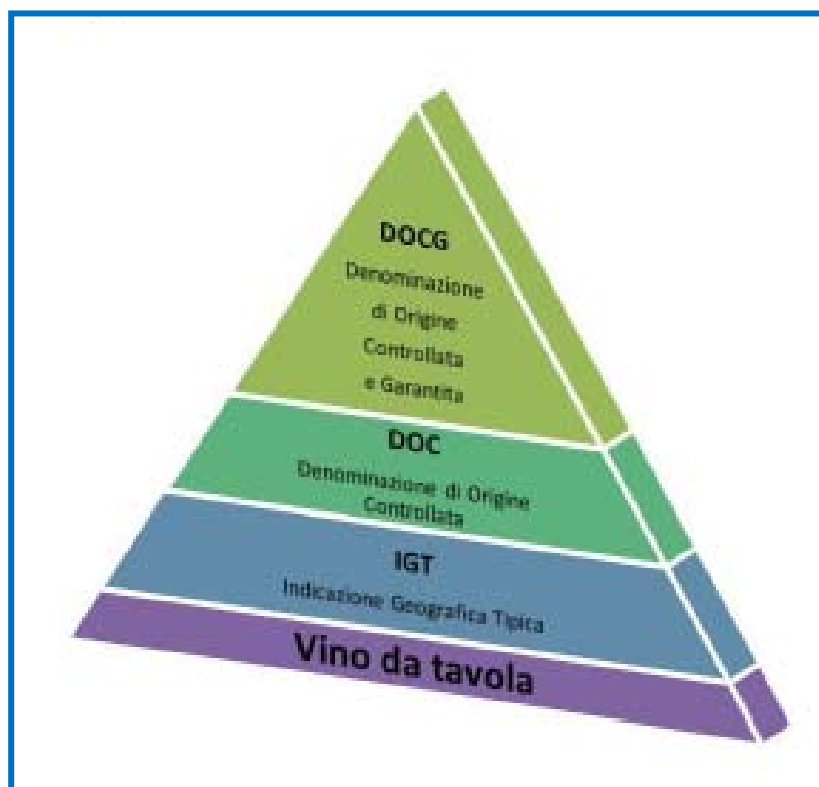 DOCG
Denominazione
di Origine
Controllata
e Garantita
DOC
Denominazione di Origine
Controllata
IGT
Indicazione Geografica Tipica
Vino da tavola